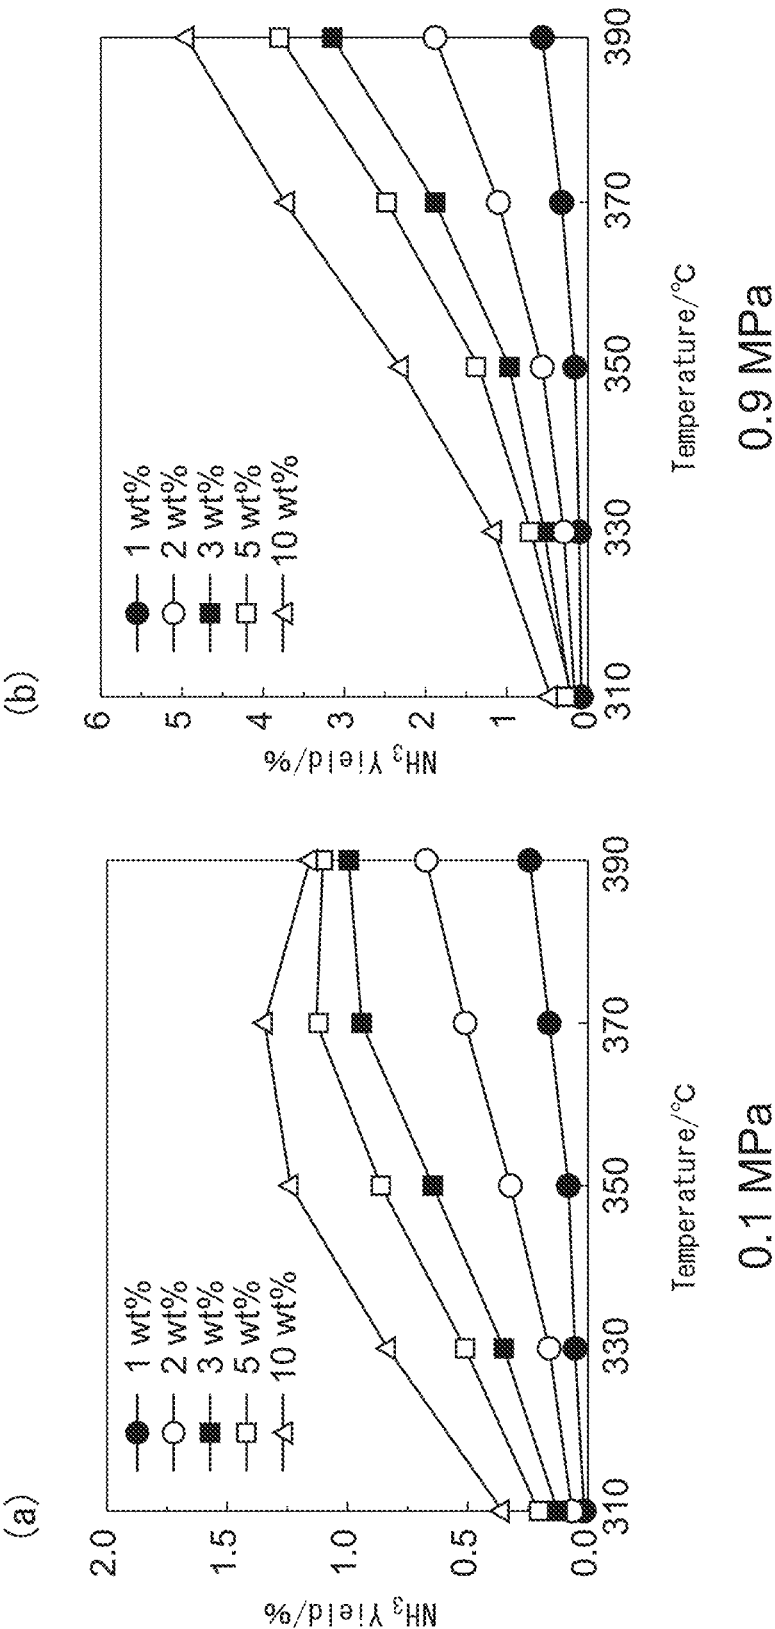 (a)
NH₃ Yield/%
2.0
1.5
1.0
0.5
0.0
1 wt%
2 wt%
3 wt%
5 wt%
10 wt%
310
330
350
370
390
Temperature/℃
0.1 MPa
(b)
NH₃ Yield/%
6
5
4
3
2
1
0
1 wt%
2 wt%
3 wt%
5 wt%
10 wt%
310
330
350
370
390
Temperature/℃
0.9 MPa